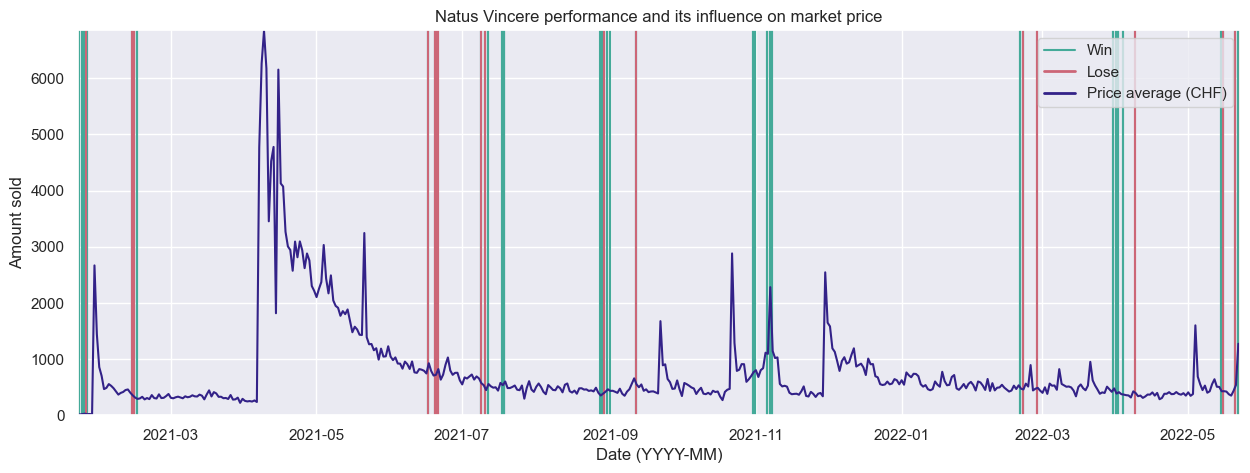 Natus Vincere performance and its influence on market price
Win
Lose
Price average (CHF)
Amount sold
6000
5000
4000
3000
2000
1000
0
2021-03
2021-05
2021-07
2021-09
2021-11
2022-01
2022-03
2022-05
Date (YYYY-MM)